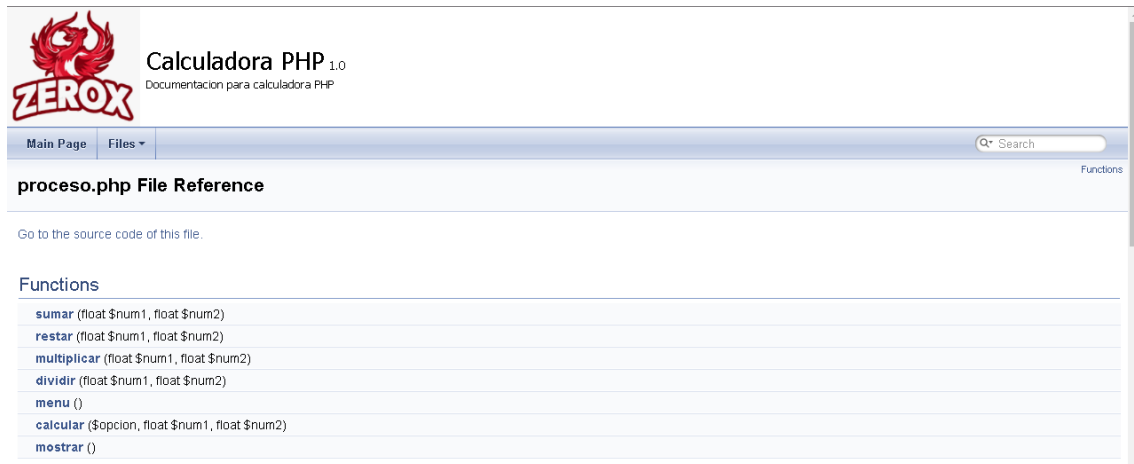 ZEROX
Calculadora PHP 1.0
Documentacion para calculadora PHP
Main Page Files Search
Functions
proceso.php File Reference
Go to the source code of this file.
Functions
sumar (float $num1, float $num2)
restar (float $num1, float $num2)
multiplicar (float $num1, float $num2)
dividir (float $num1, float $num2)
menu ()
calcular ($opcion, float $num1, float $num2)
mostrar ()